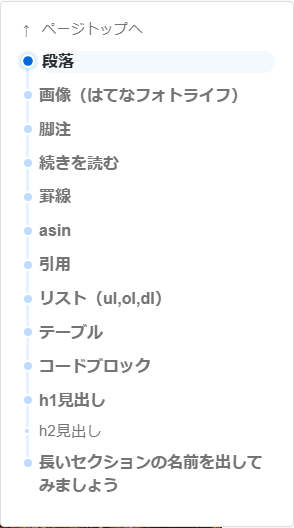 ↑ ページトップへ
段落
画像（はてなフォトライフ）
脚注
続きを読む
罫線
asin
引用
リスト（ul,ol,dl）
テーブル
コードブロック
h1見出し
h2見出し
長いセクションの名前を出して
みましょう